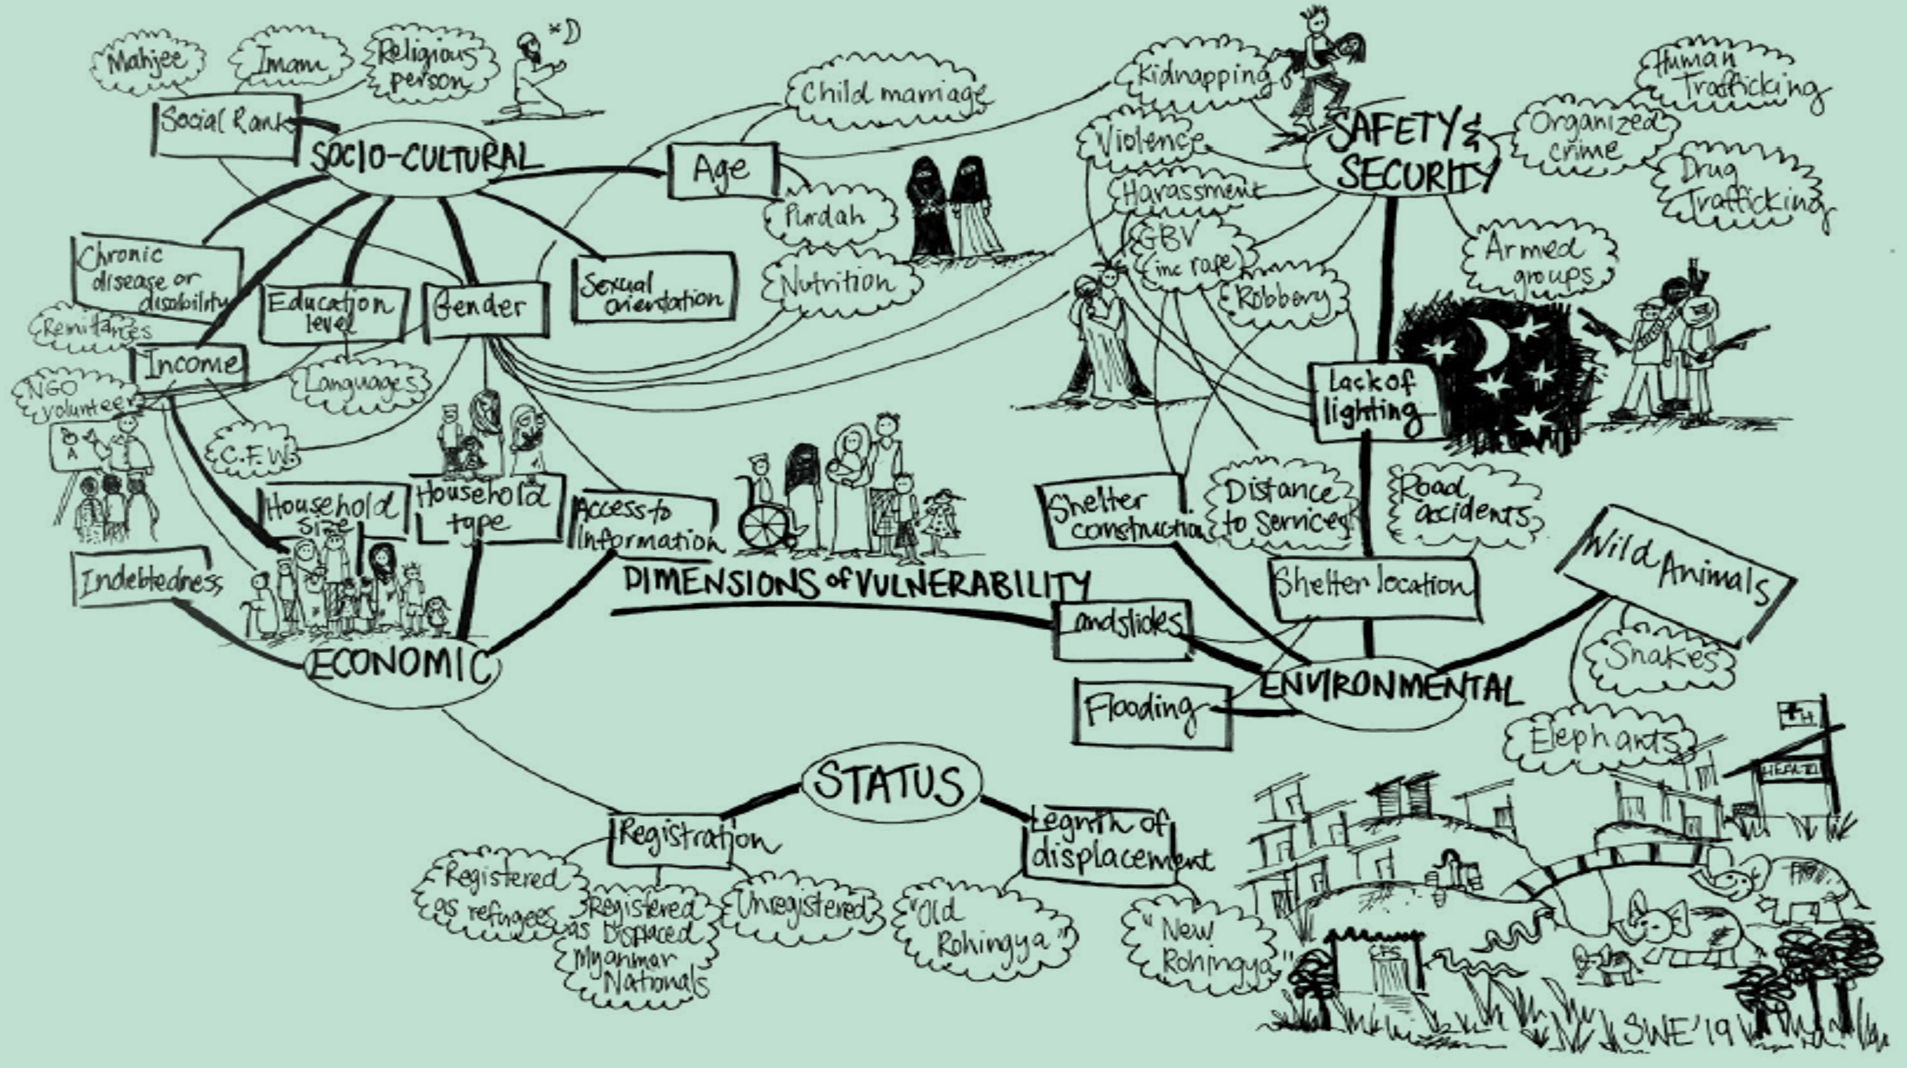 Mahjee
Imam
Religious
person
Social Rank
SOCIO-CULTURAL
Age
Child marriage
Purdah
Nutrition
Chronic
disease or
disability
Education
level
Gender
Sexual
orientation
Remittances
Income
NGO
volunteer
Languages
C.F.W.
A
Household
size
Household
type
Access to
information
Indebtedness
ECONOMIC
DIMENSIONS of VULNERABILITY
Kidnapping
Violence
Harassment
GBV
inc rape
Robbery
SAFETY &
SECURITY
Organized
crime
Human
Trafficking
Drug
Trafficking
Armed
groups
Lack of
lighting
Shelter
construction
Distance
to services
Road
accidents
Shelter location
Wild Animals
Snakes
Elephants
Landslides
Flooding
ENVIRONMENTAL
STATUS
Registration
Registered
as refugees
Registered
as Displaced
Myanmar
Nationals
Unregistered
Legnth of
displacement
"Old
Rohingya"
"New
Rohingya"
H
HEALTH
CFS
SWE'19